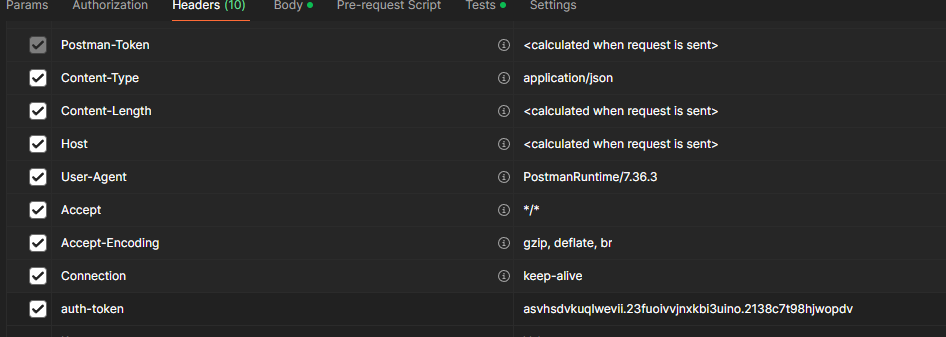 Params Authorization Headers (10) Body Pre-request Script Tests Settings
Postman-Token <calculated when request is sent>
Content-Type application/json
Content-Length <calculated when request is sent>
Host <calculated when request is sent>
User-Agent PostmanRuntime/7.36.3
Accept */*
Accept-Encoding gzip, deflate, br
Connection keep-alive
auth-token asvhsdvkuqlwevii.23fuoivvjnxkbi3uino.2138c7t98hjwopdv